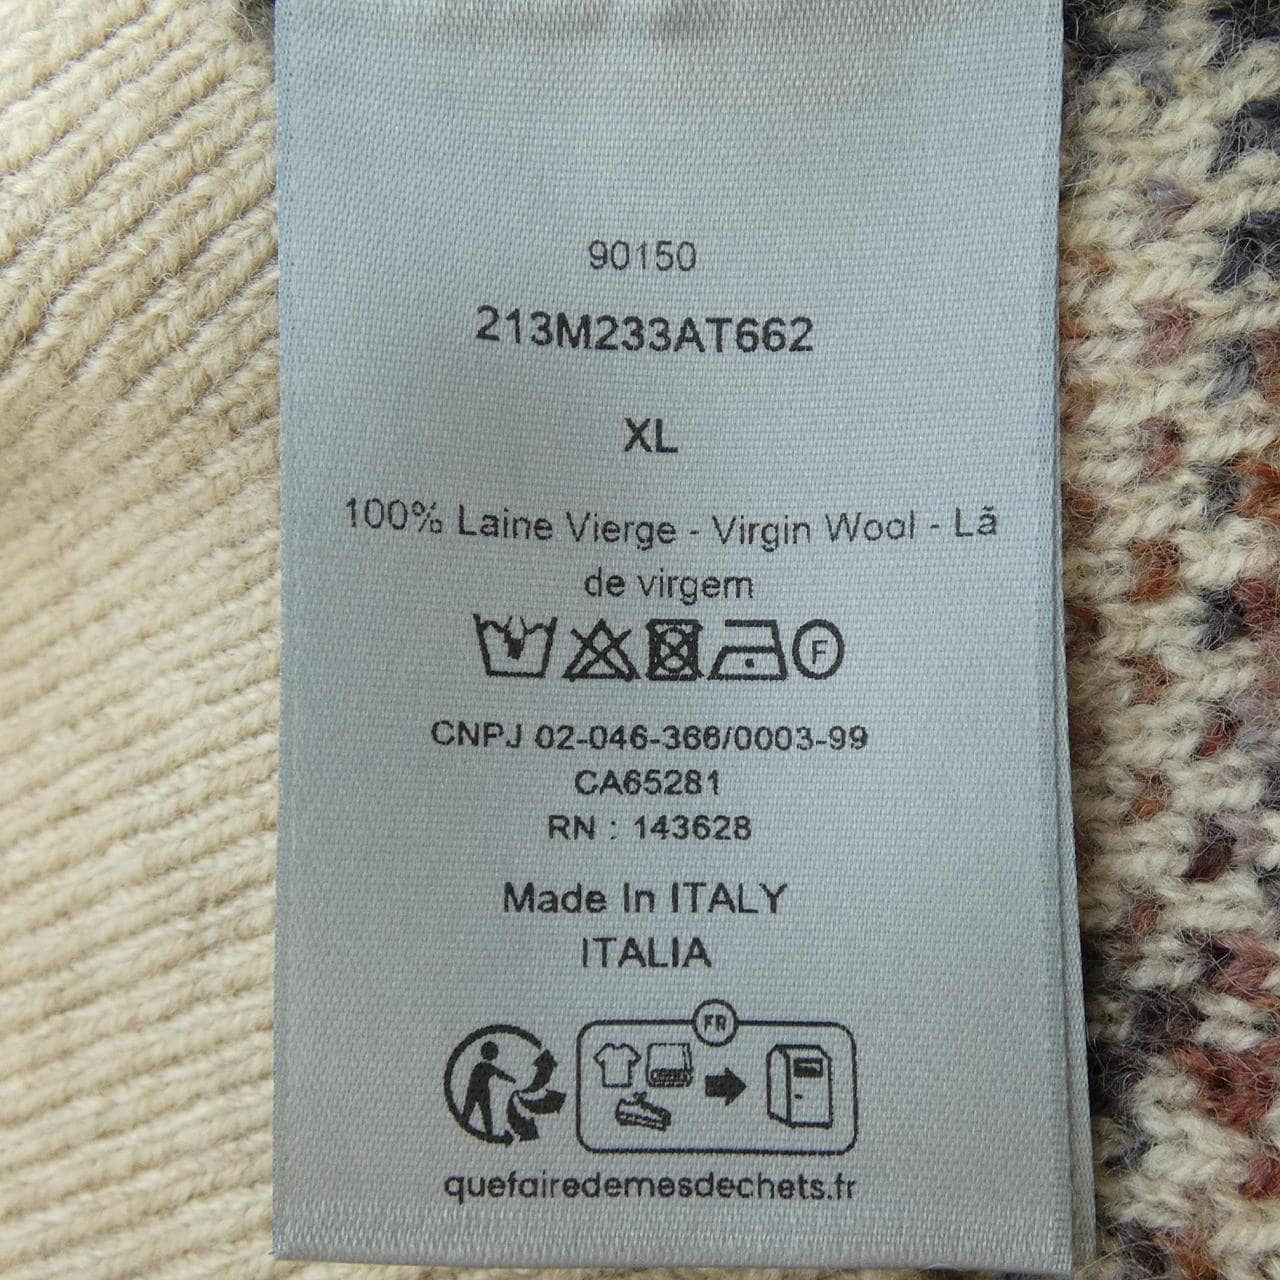 90150
213M233AT662
XL
100% Laine Vierge - Virgin Wool - Lã
de virgem
F
CNPJ 02-046-366/0003-99
CA65281
RN : 143628
Made In ITALY
ITALIA
FR
quefairedemesdechets.fr